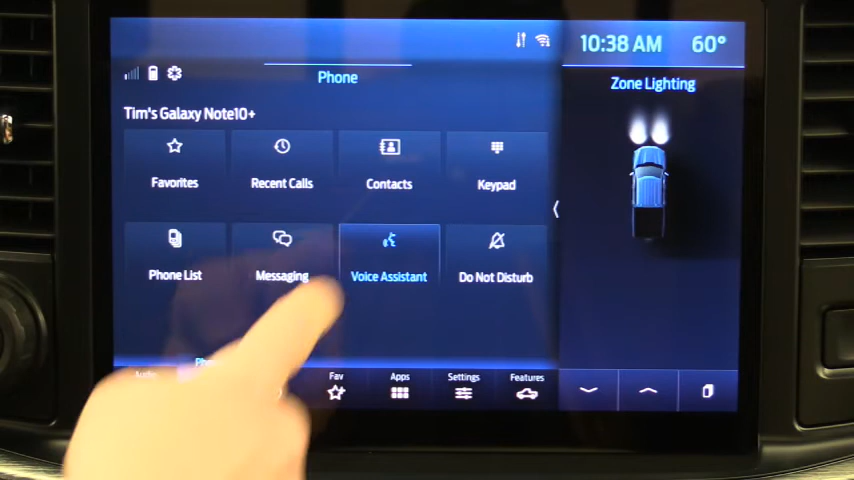 10:38 AM 60°
Phone
Zone Lighting
Tim's Galaxy Note10+
Favorites Recent Calls Contacts Keypad
Phone List Messaging Voice Assistant Do Not Disturb
Audio Fav Apps Settings Features